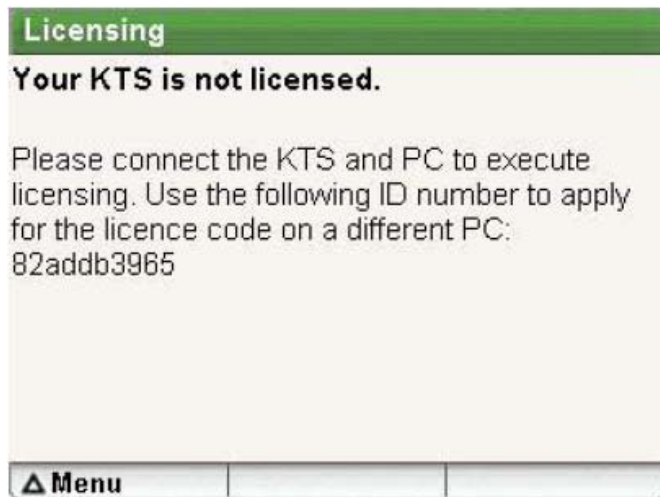 Licensing
Your KTS is not licensed.
Please connect the KTS and PC to execute
licensing. Use the following ID number to apply
for the licence code on a different PC:
82addb3965
Menu